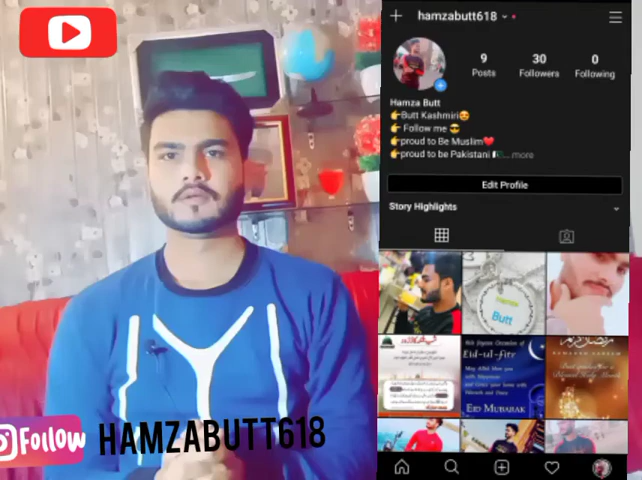 hamzabutt618
9 30 0
Posts Followers Following
Hamza Butt
👉Butt Kashmiri😍
👉 Follow me 😎
👉proud to Be Muslim❤️
👉proud to be Pakistani 🇵🇰... more
Edit Profile
Story Highlights
Butt
Eid-ul-fitr
EID MUBARAK
Follow HAMZABUTT618